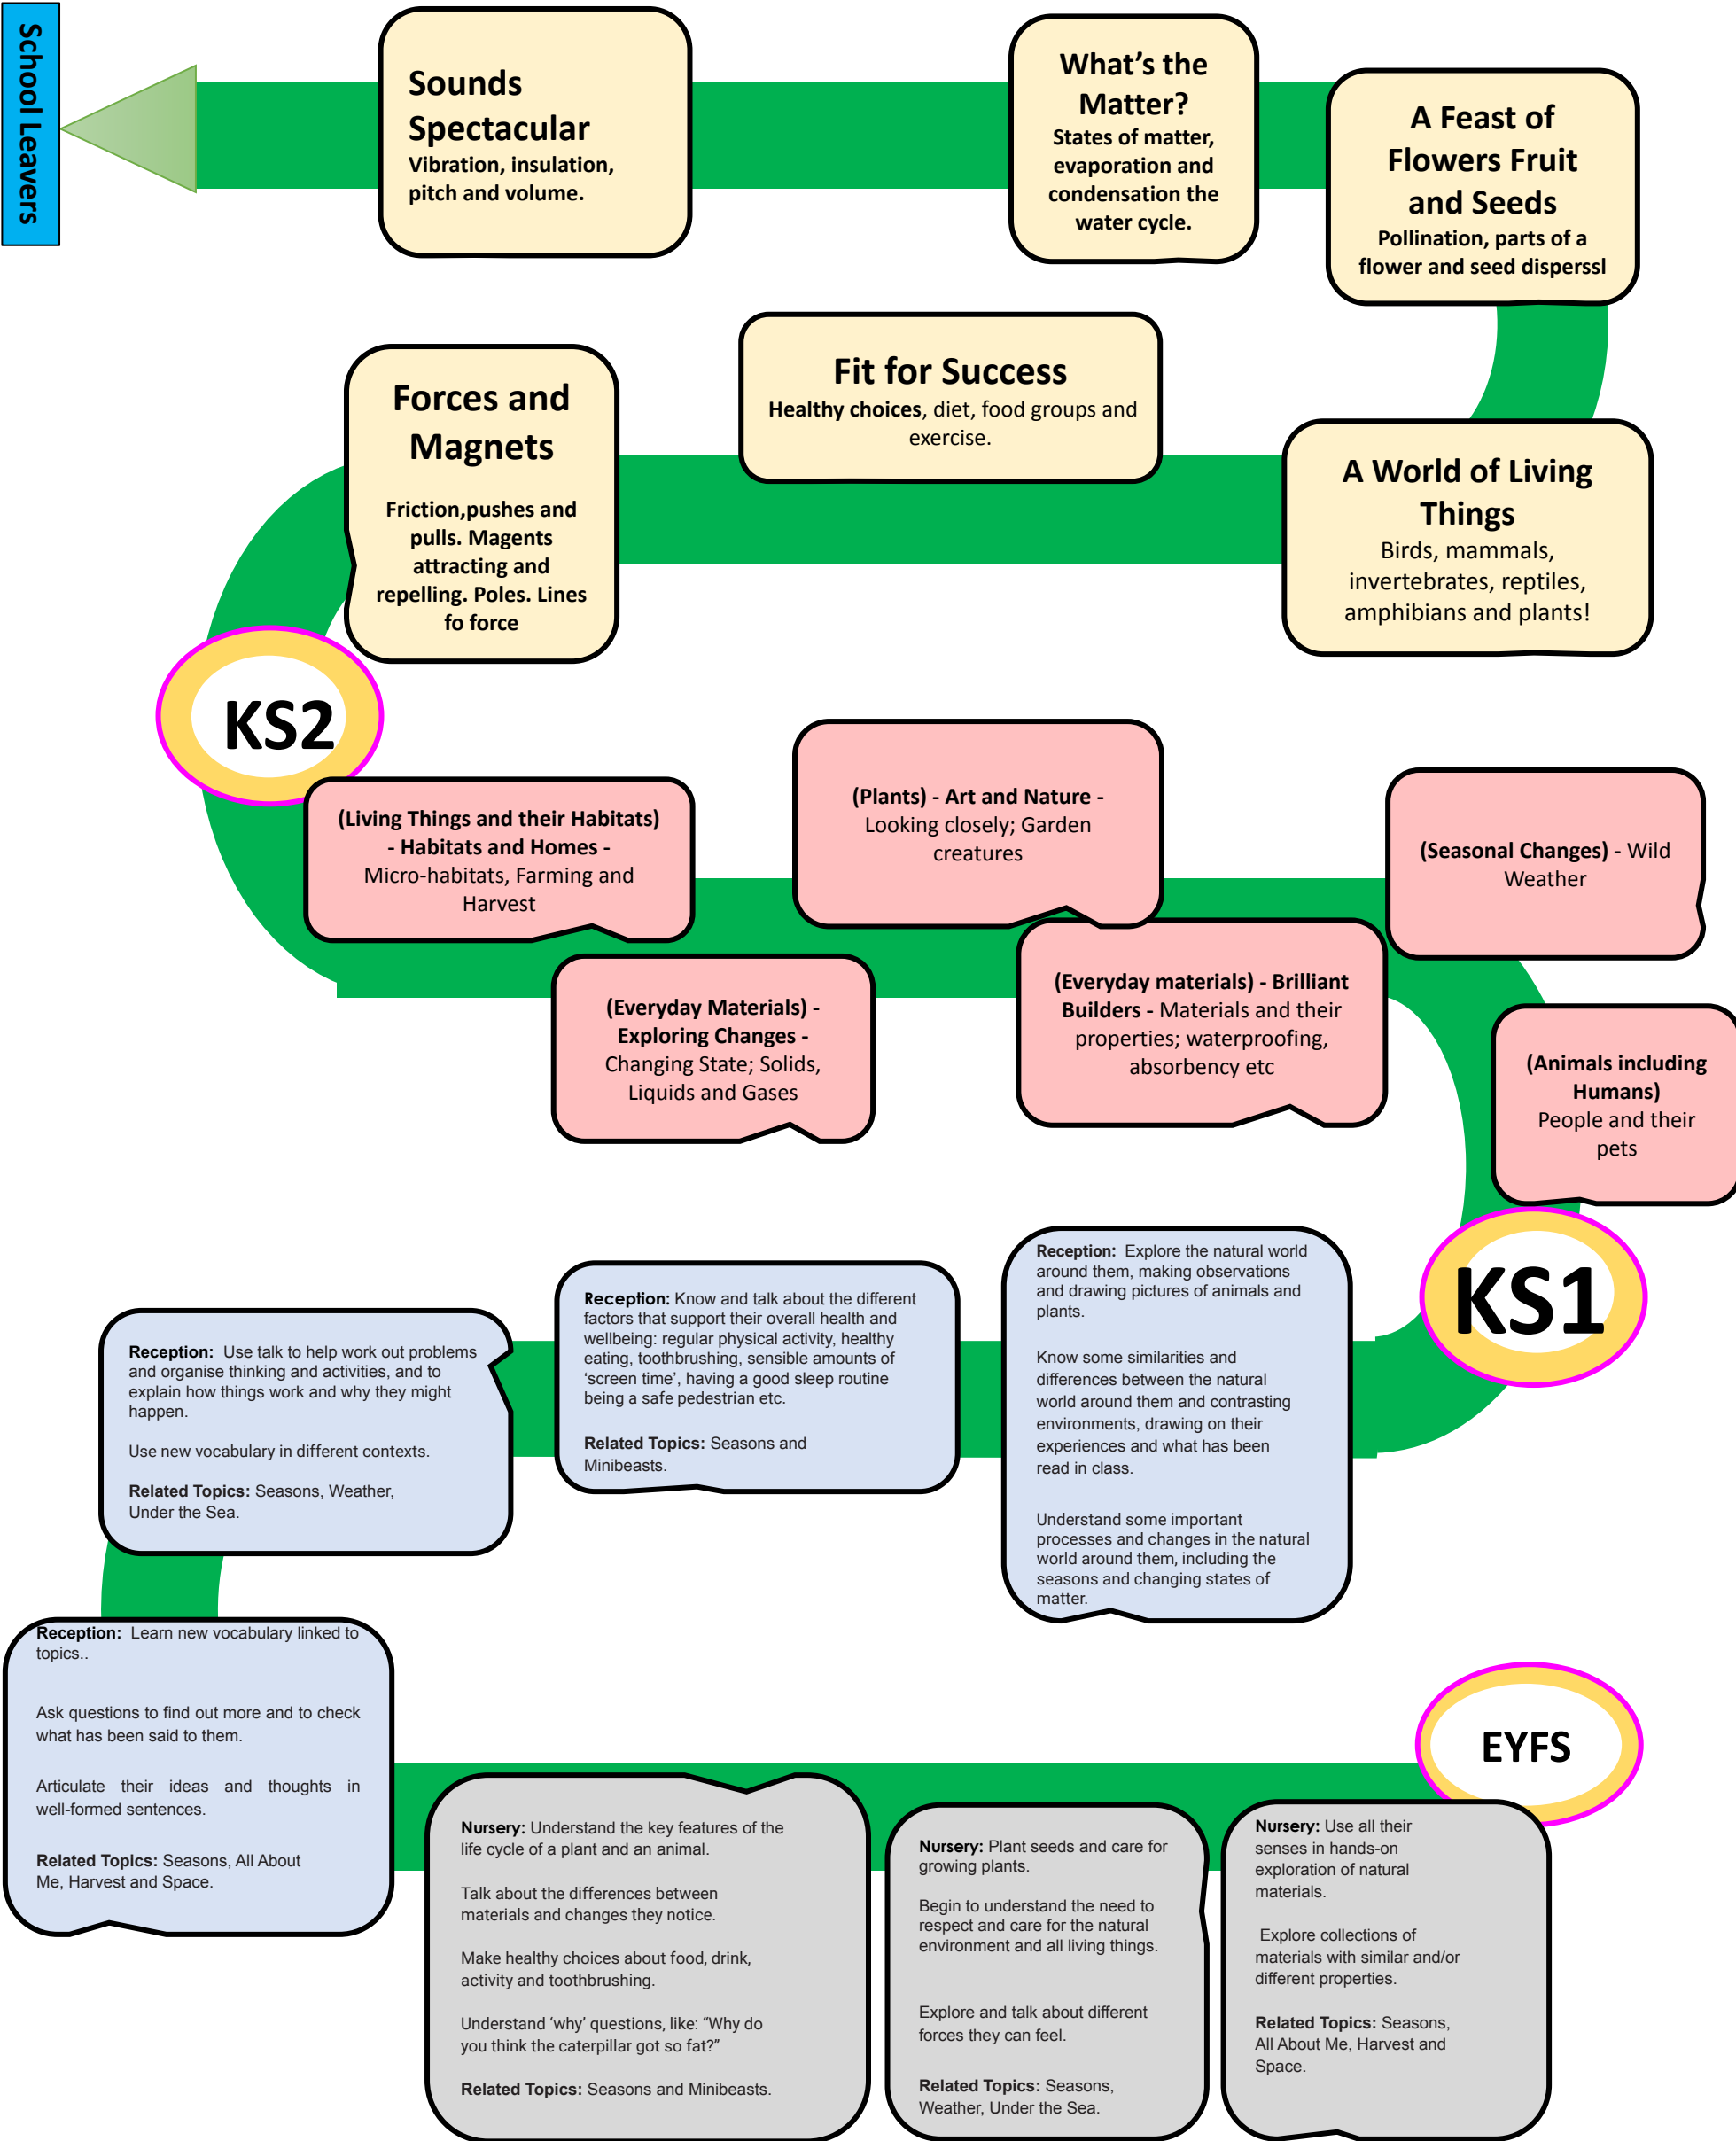 School Leavers
Sounds
Spectacular
Vibration, insulation,
pitch and volume.
What’s the
Matter?
States of matter,
evaporation and
condensation the
water cycle.
A Feast of
Flowers Fruit
and Seeds
Pollination, parts of a
flower and seed disperssl
Forces and
Magnets
Friction,pushes and
pulls. Magents
attracting and
repelling. Poles. Lines
fo force
Fit for Success
Healthy choices, diet, food groups and
exercise.
A World of Living
Things
Birds, mammals,
invertebrates, reptiles,
amphibians and plants!
KS2
(Living Things and their Habitats)
- Habitats and Homes -
Micro-habitats, Farming and
Harvest
(Plants) - Art and Nature -
Looking closely; Garden
creatures
(Seasonal Changes) - Wild
Weather
(Everyday Materials) -
Exploring Changes -
Changing State; Solids,
Liquids and Gases
(Everyday materials) - Brilliant
Builders - Materials and their
properties; waterproofing,
absorbency etc
(Animals including
Humans)
People and their
pets
KS1
Reception: Use talk to help work out problems
and organise thinking and activities, and to
explain how things work and why they might
happen.
Use new vocabulary in different contexts.
Related Topics: Seasons, Weather,
Under the Sea.
Reception: Know and talk about the different
factors that support their overall health and
wellbeing: regular physical activity, healthy
eating, toothbrushing, sensible amounts of
‘screen time’, having a good sleep routine
being a safe pedestrian etc.
Related Topics: Seasons and
Minibeasts.
Reception: Explore the natural world
around them, making observations
and drawing pictures of animals and
plants.
Know some similarities and
differences between the natural
world around them and contrasting
environments, drawing on their
experiences and what has been
read in class.
Understand some important
processes and changes in the natural
world around them, including the
seasons and changing states of
matter.
Reception: Learn new vocabulary linked to
topics..
Ask questions to find out more and to check
what has been said to them.
Articulate their ideas and thoughts in
well-formed sentences.
Related Topics: Seasons, All About
Me, Harvest and Space.
EYFS
Nursery: Understand the key features of the
life cycle of a plant and an animal.
Talk about the differences between
materials and changes they notice.
Make healthy choices about food, drink,
activity and toothbrushing.
Understand ‘why’ questions, like: “Why do
you think the caterpillar got so fat?”
Related Topics: Seasons and Minibeasts.
Nursery: Plant seeds and care for
growing plants.
Begin to understand the need to
respect and care for the natural
environment and all living things.
Explore and talk about different
forces they can feel.
Related Topics: Seasons,
Weather, Under the Sea.
Nursery: Use all their
senses in hands-on
exploration of natural
materials.
Explore collections of
materials with similar and/or
different properties.
Related Topics: Seasons,
All About Me, Harvest and
Space.